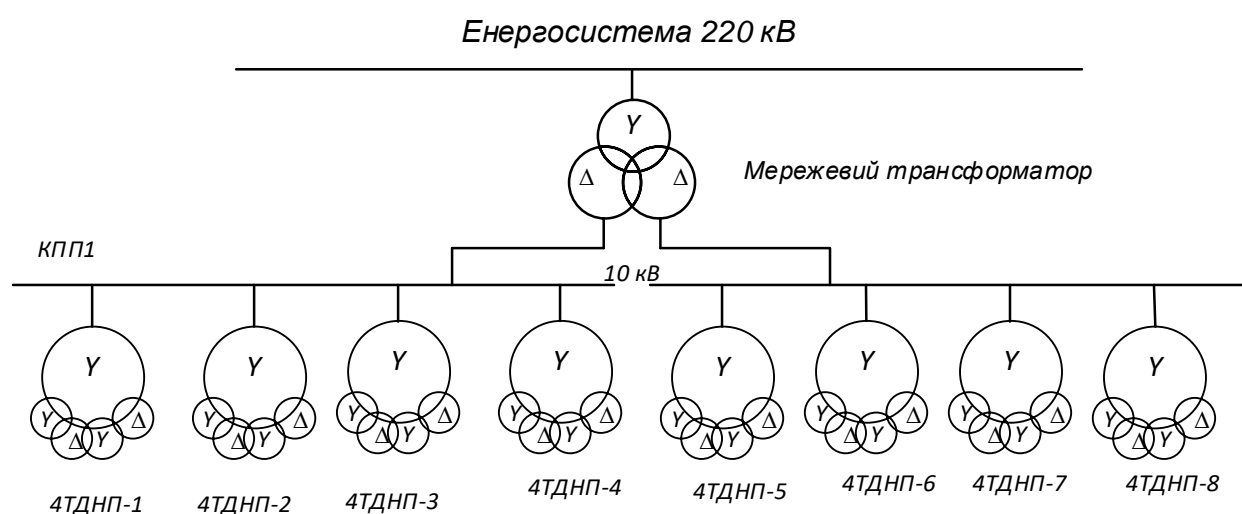 Енергосистема 220 кВ
Y
Δ Δ
Мережевий трансформатор
КПП1
10 кВ
Y Y Y Y Y Y Y Y
Y Δ Y Δ Y Δ Y Δ Y Δ Y Δ Y Δ Y Δ Y Δ Y Δ Y Δ Y Δ Y Δ Y Δ Y Δ Y Δ
4ТДНП-1 4ТДНП-2 4ТДНП-3 4ТДНП-4 4ТДНП-5 4ТДНП-6 4ТДНП-7 4ТДНП-8